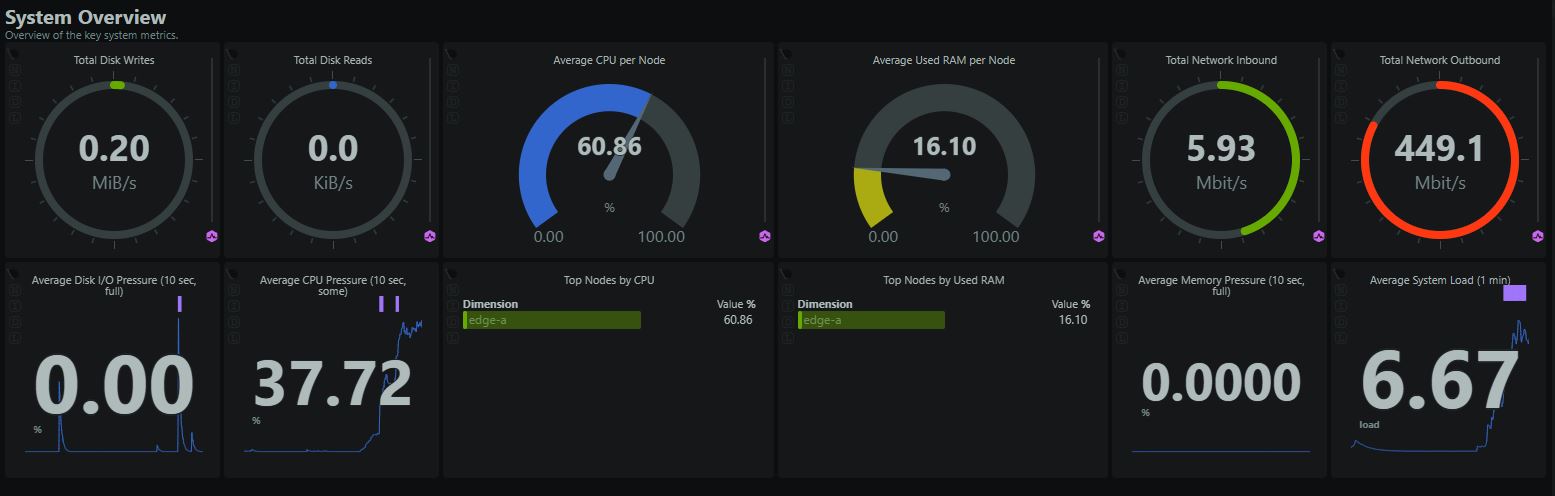 System Overview
Overview of the key system metrics.
Total Disk Writes
0.20
MiB/s
Total Disk Reads
0.0
KiB/s
Average CPU per Node
60.86
%
0.00
100.00
Average Used RAM per Node
16.10
%
0.00
100.00
Total Network Inbound
5.93
Mbit/s
Total Network Outbound
449.1
Mbit/s
Average Disk I/O Pressure (10 sec,
full)
0.00
%
Average CPU Pressure (10 sec,
some)
37.72
%
Top Nodes by CPU
Dimension Value %
edge-a 60.86
Top Nodes by Used RAM
Dimension Value %
edge-a 16.10
Average Memory Pressure (10 sec,
full)
0.0000
%
Average System Load (1 min)
6.67
load